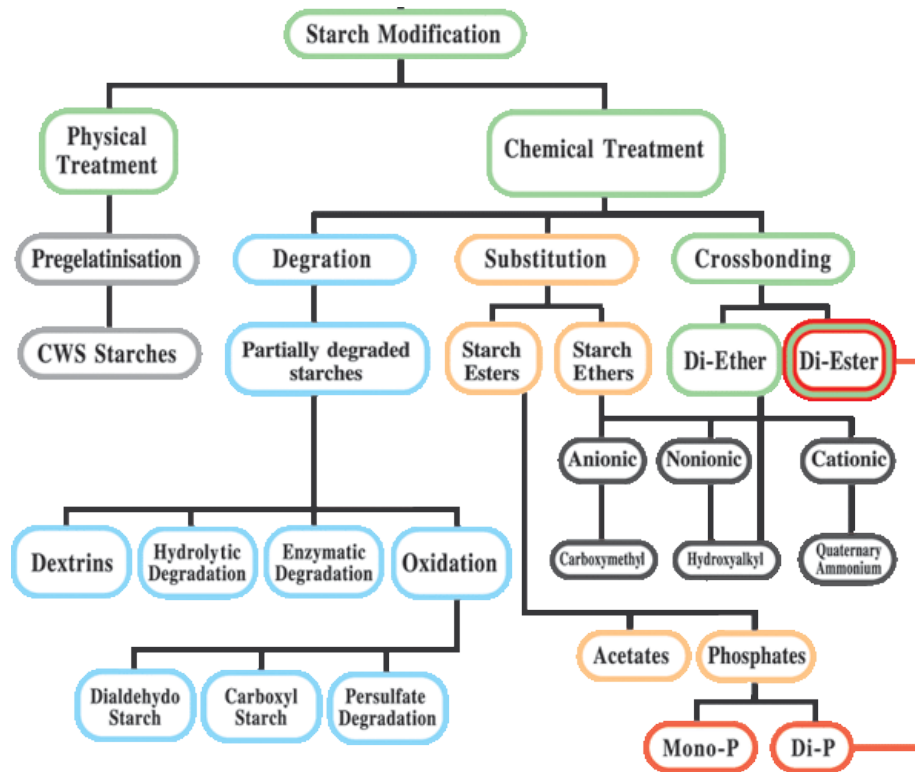 Starch Modification
Physical
Treatment
Chemical Treatment
Pregelatinisation
Degration
Substitution
Crossbonding
CWS Starches
Partially degraded
starches
Starch
Esters
Starch
Ethers
Di-Ether
Di-Ester
Anionic
Nonionic
Cationic
Dextrins
Hydrolytic
Degradation
Enzymatic
Degradation
Oxidation
Carboxymethyl
Hydroxyalkyl
Quaternary
Ammonium
Acetates
Phosphates
Dialdehydo
Starch
Carboxyl
Starch
Persulfate
Degradation
Mono-P
Di-P